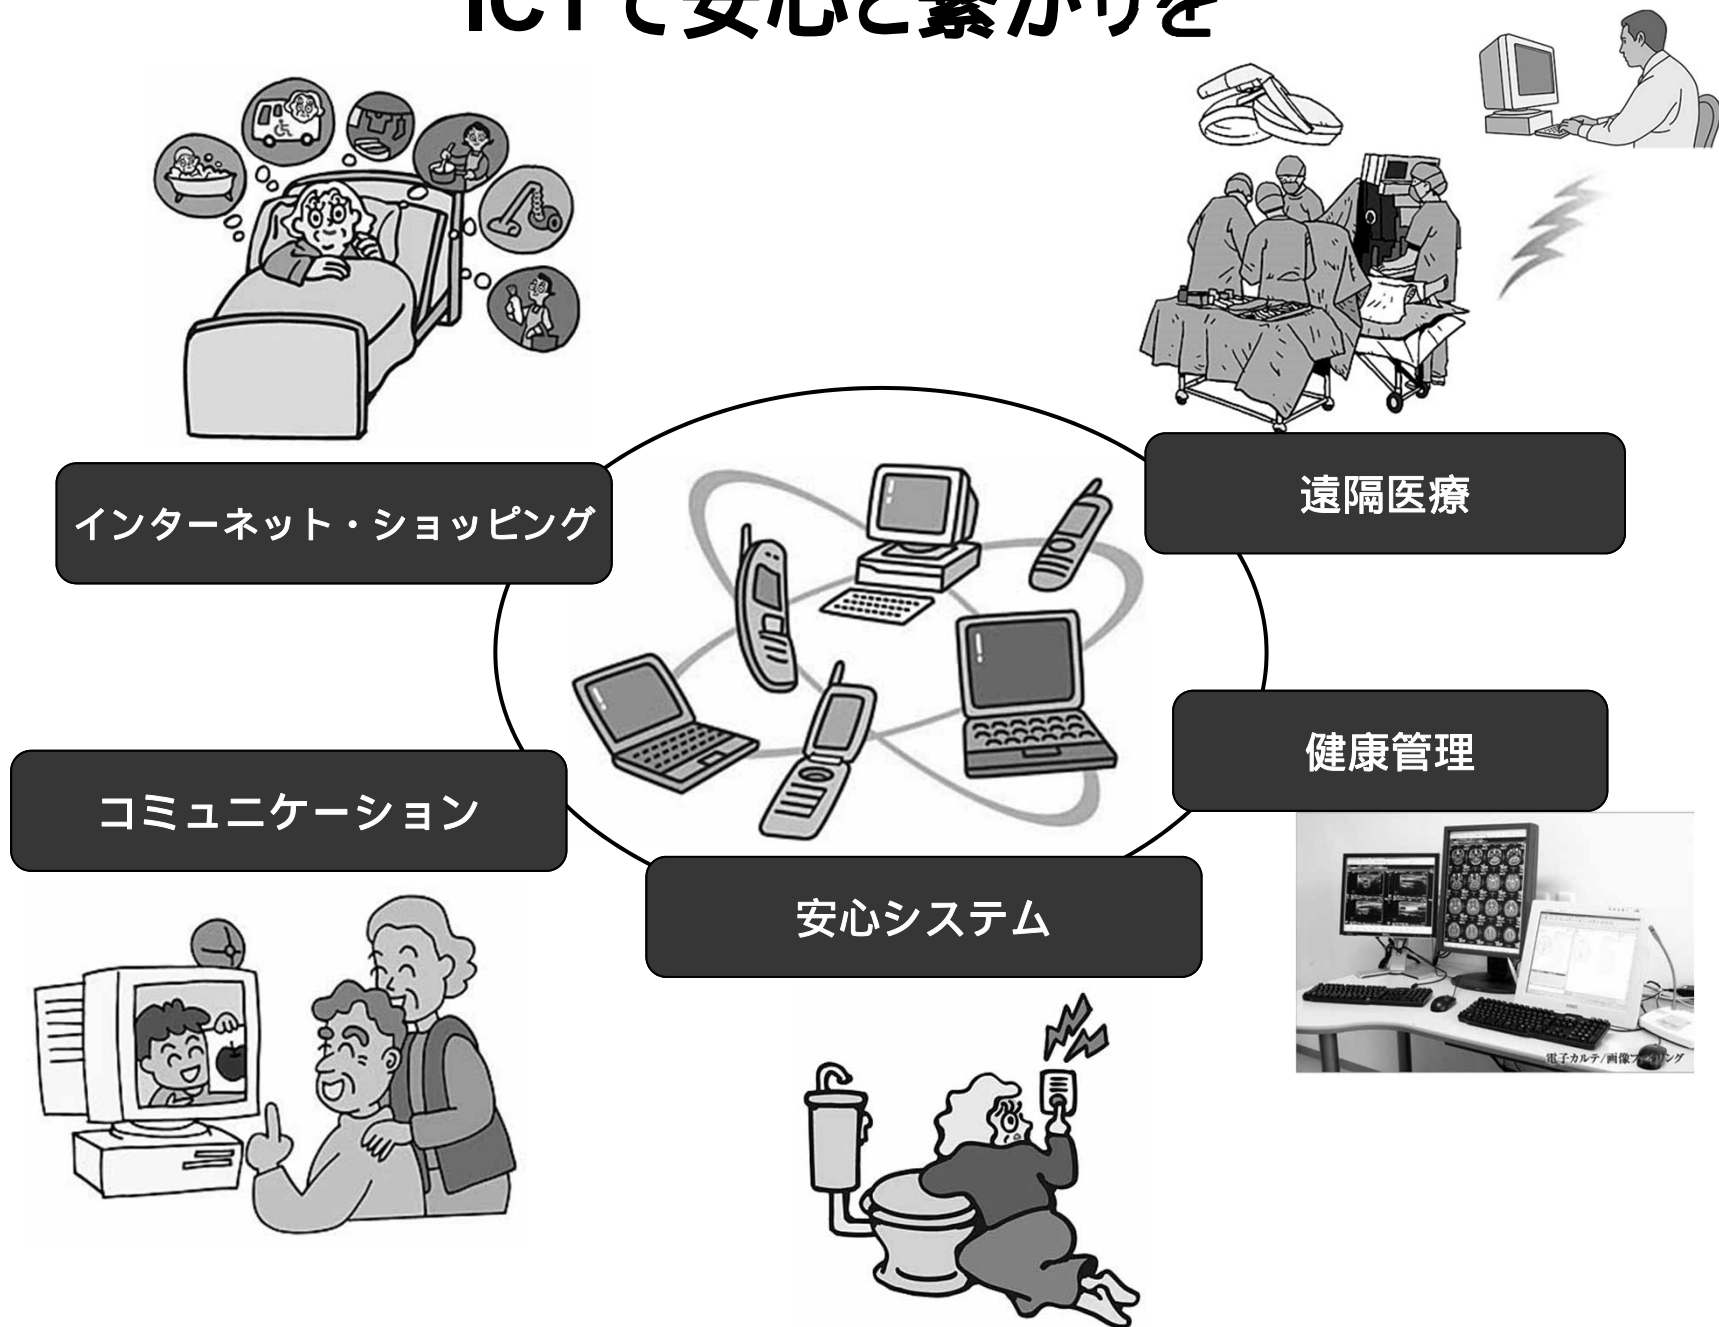 ICTで安心と繋がりを
インターネット・ショッピング
遠隔医療
健康管理
コミュニケーション
安心システム
電子カルテ/画像ファイリング